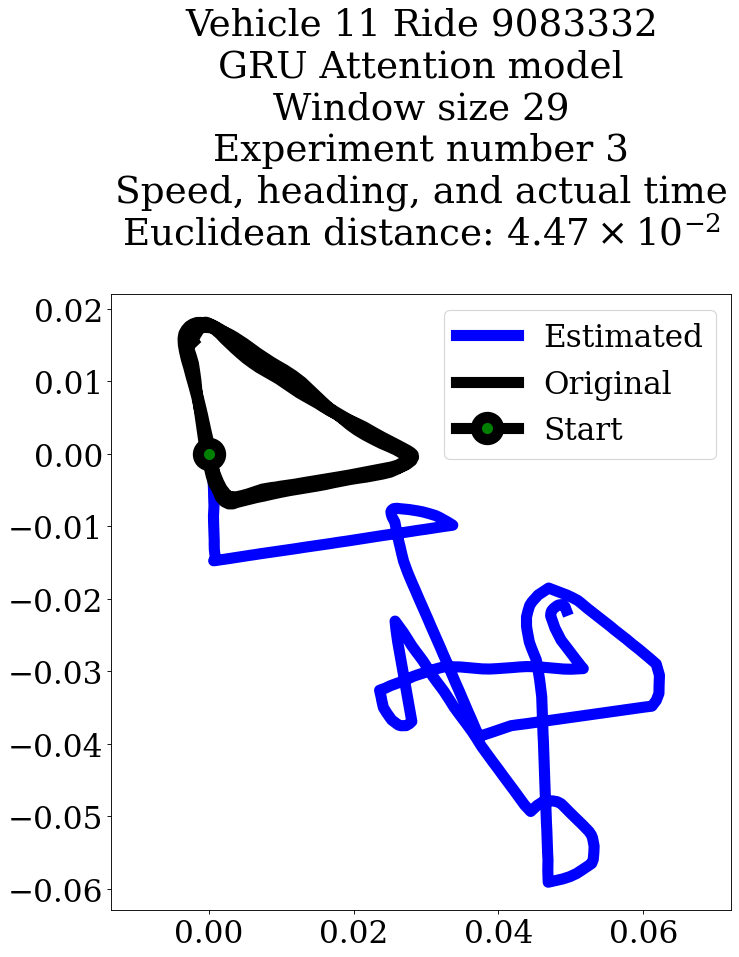 Vehicle 11 Ride 9083332
GRU Attention model
Window size 29
Experiment number 3
Speed, heading, and actual time
Euclidean distance: 4.47 × 10⁻²
Estimated
Original
Start
0.02
0.01
0.00
−0.01
−0.02
−0.03
−0.04
−0.05
−0.06
0.00 0.02 0.04 0.06